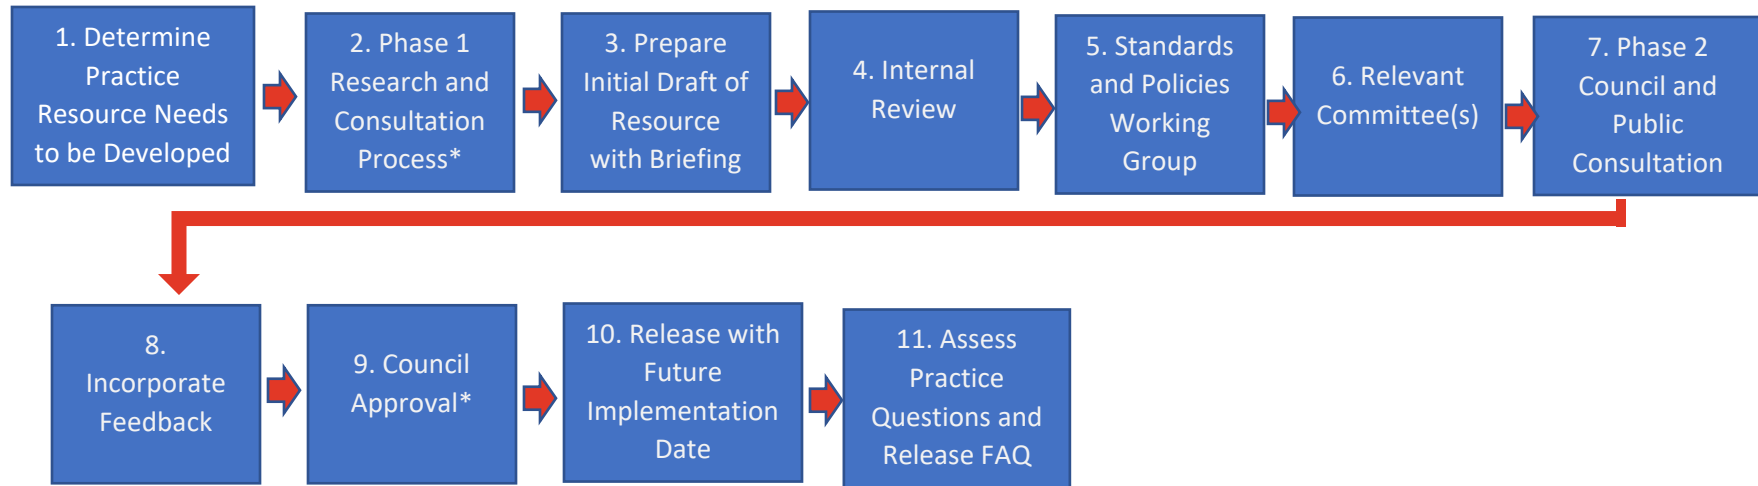 1. Determine
Practice
Resource Needs
to be Developed
2. Phase 1
Research and
Consultation
Process*
3. Prepare
Initial Draft of
Resource
with Briefing
4. Internal
Review
5. Standards
and Policies
Working
Group
6. Relevant
Committee(s)
7. Phase 2
Council and
Public
Consultation
8.
Incorporate
Feedback
9. Council
Approval*
10. Release with
Future
Implementation
Date
11. Assess
Practice
Questions and
Release FAQ